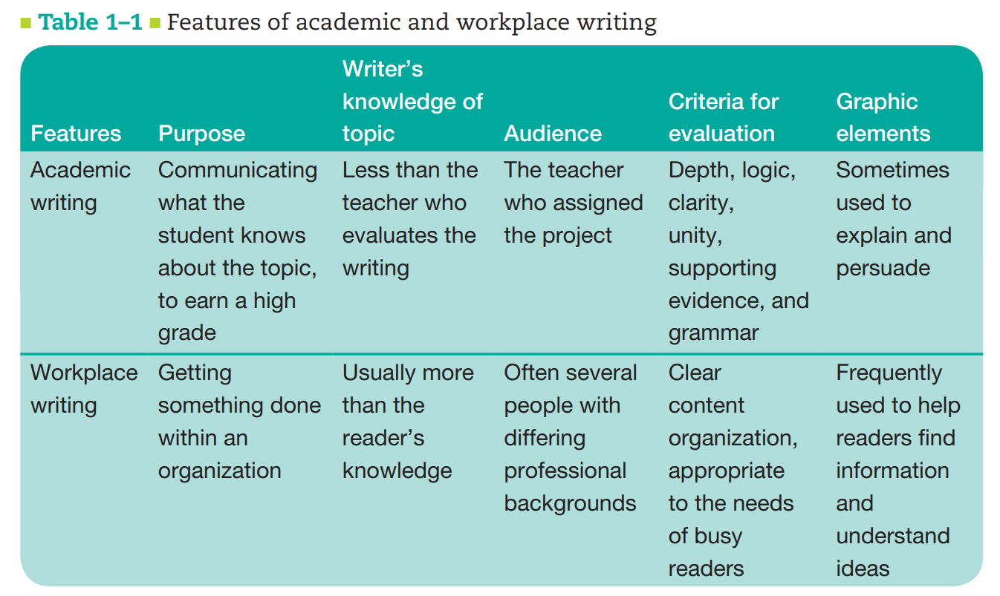 Table 1–1 Features of academic and workplace writing
Features
Purpose
Writer’s
knowledge of
topic
Audience
Criteria for
evaluation
Graphic
elements
Academic
writing
Communicating
what the
student knows
about the topic,
to earn a high
grade
Less than the
teacher who
evaluates the
writing
The teacher
who assigned
the project
Depth, logic,
clarity,
unity,
supporting
evidence, and
grammar
Sometimes
used to
explain and
persuade
Workplace
writing
Getting
something done
within an
organization
Usually more
than the
reader’s
knowledge
Often several
people with
differing
professional
backgrounds
Clear
content
organization,
appropriate
to the needs
of busy
readers
Frequently
used to help
readers find
information
and
understand
ideas